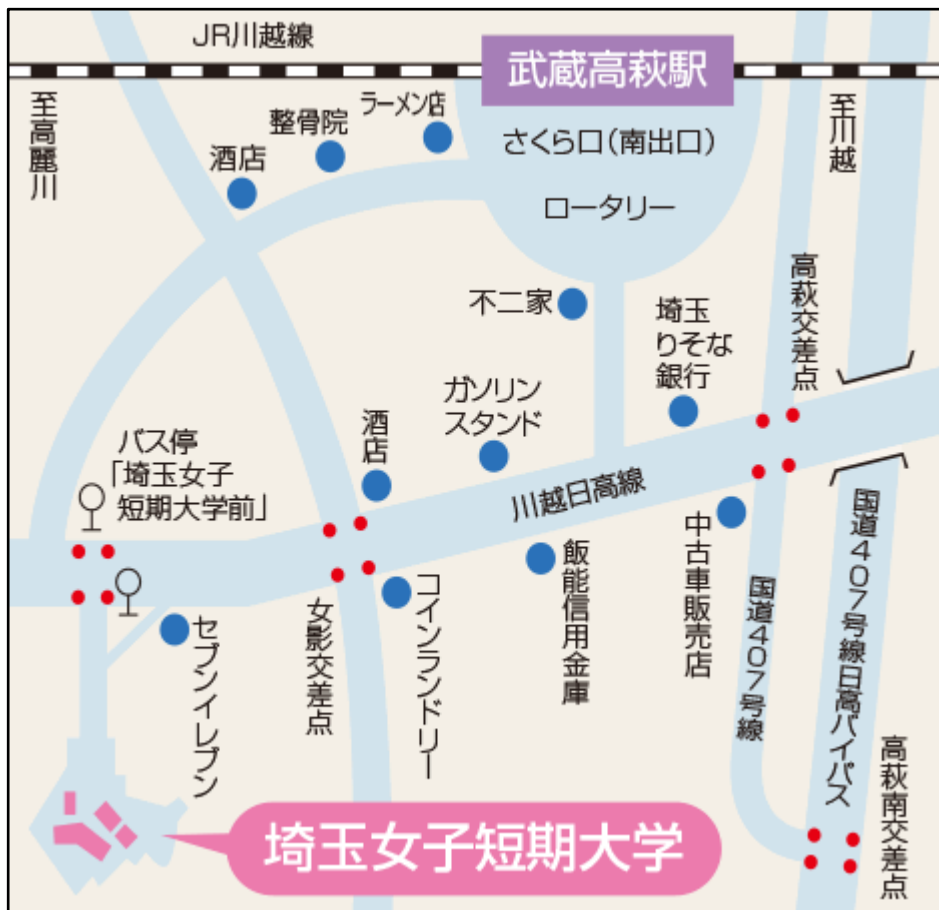 JR川越線
武蔵高萩駅
至高麗川
酒店
整骨院
ラーメン店
さくら口(南出口)
ロータリー
至川越
高萩交差点
不二家
埼玉
りそな
銀行
ガソリン
スタンド
酒店
バス停
「埼玉女子
短期大学前」
川越日高線
中古車販売店
国道407号線
国道407号線日高バイパス
飯能信用金庫
コインランドリー
女影交差点
セブンイレブン
高萩南交差点
埼玉女子短期大学